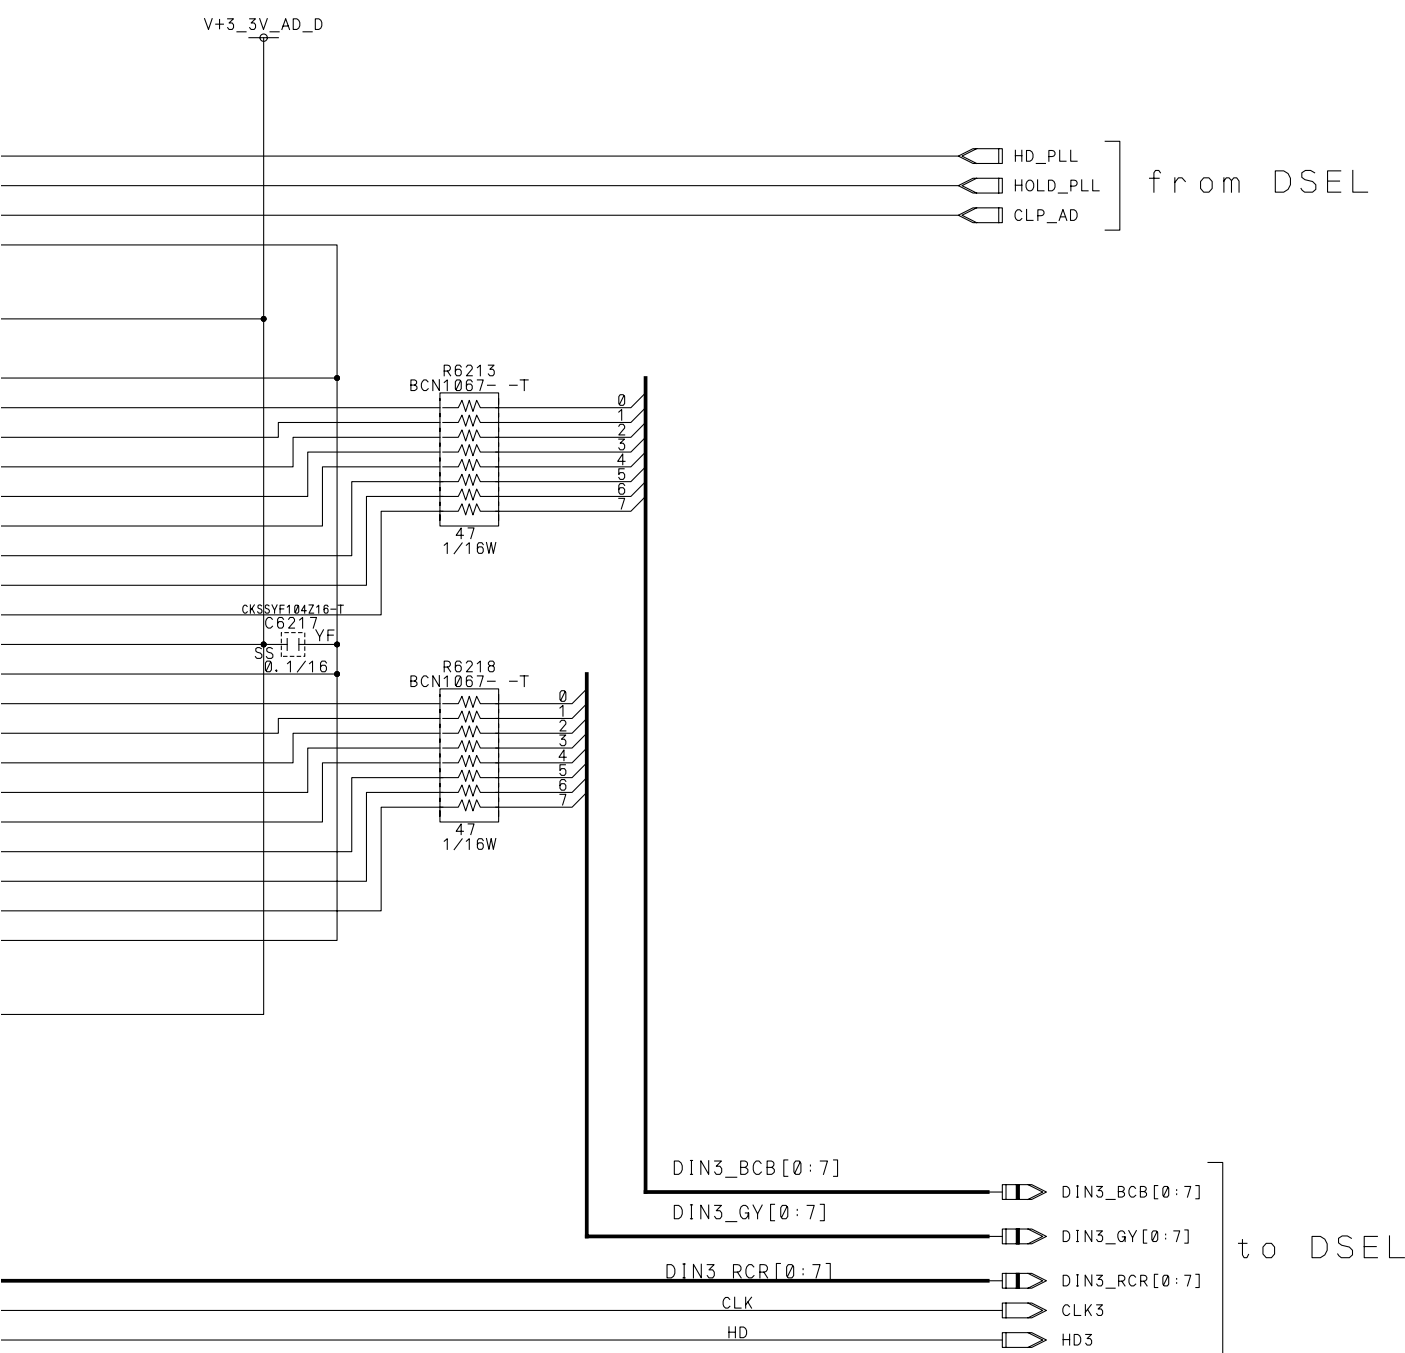 V+3_3V_AD_D
HD_PLL
HOLD_PLL
CLP_AD
from DSEL
R6213
BCN1067- -T
0
1
2
3
4
5
6
7
47
1/16W
CKSSYF104Z16-T
C6217
YF
SS
0.1/16
R6218
BCN1067- -T
0
1
2
3
4
5
6
7
47
1/16W
DIN3_BCB[0:7]
DIN3_BCB[0:7]
DIN3_GY[0:7]
DIN3_GY[0:7]
to DSEL
DIN3_RCR[0:7]
DIN3_RCR[0:7]
CLK
CLK3
HD
HD3